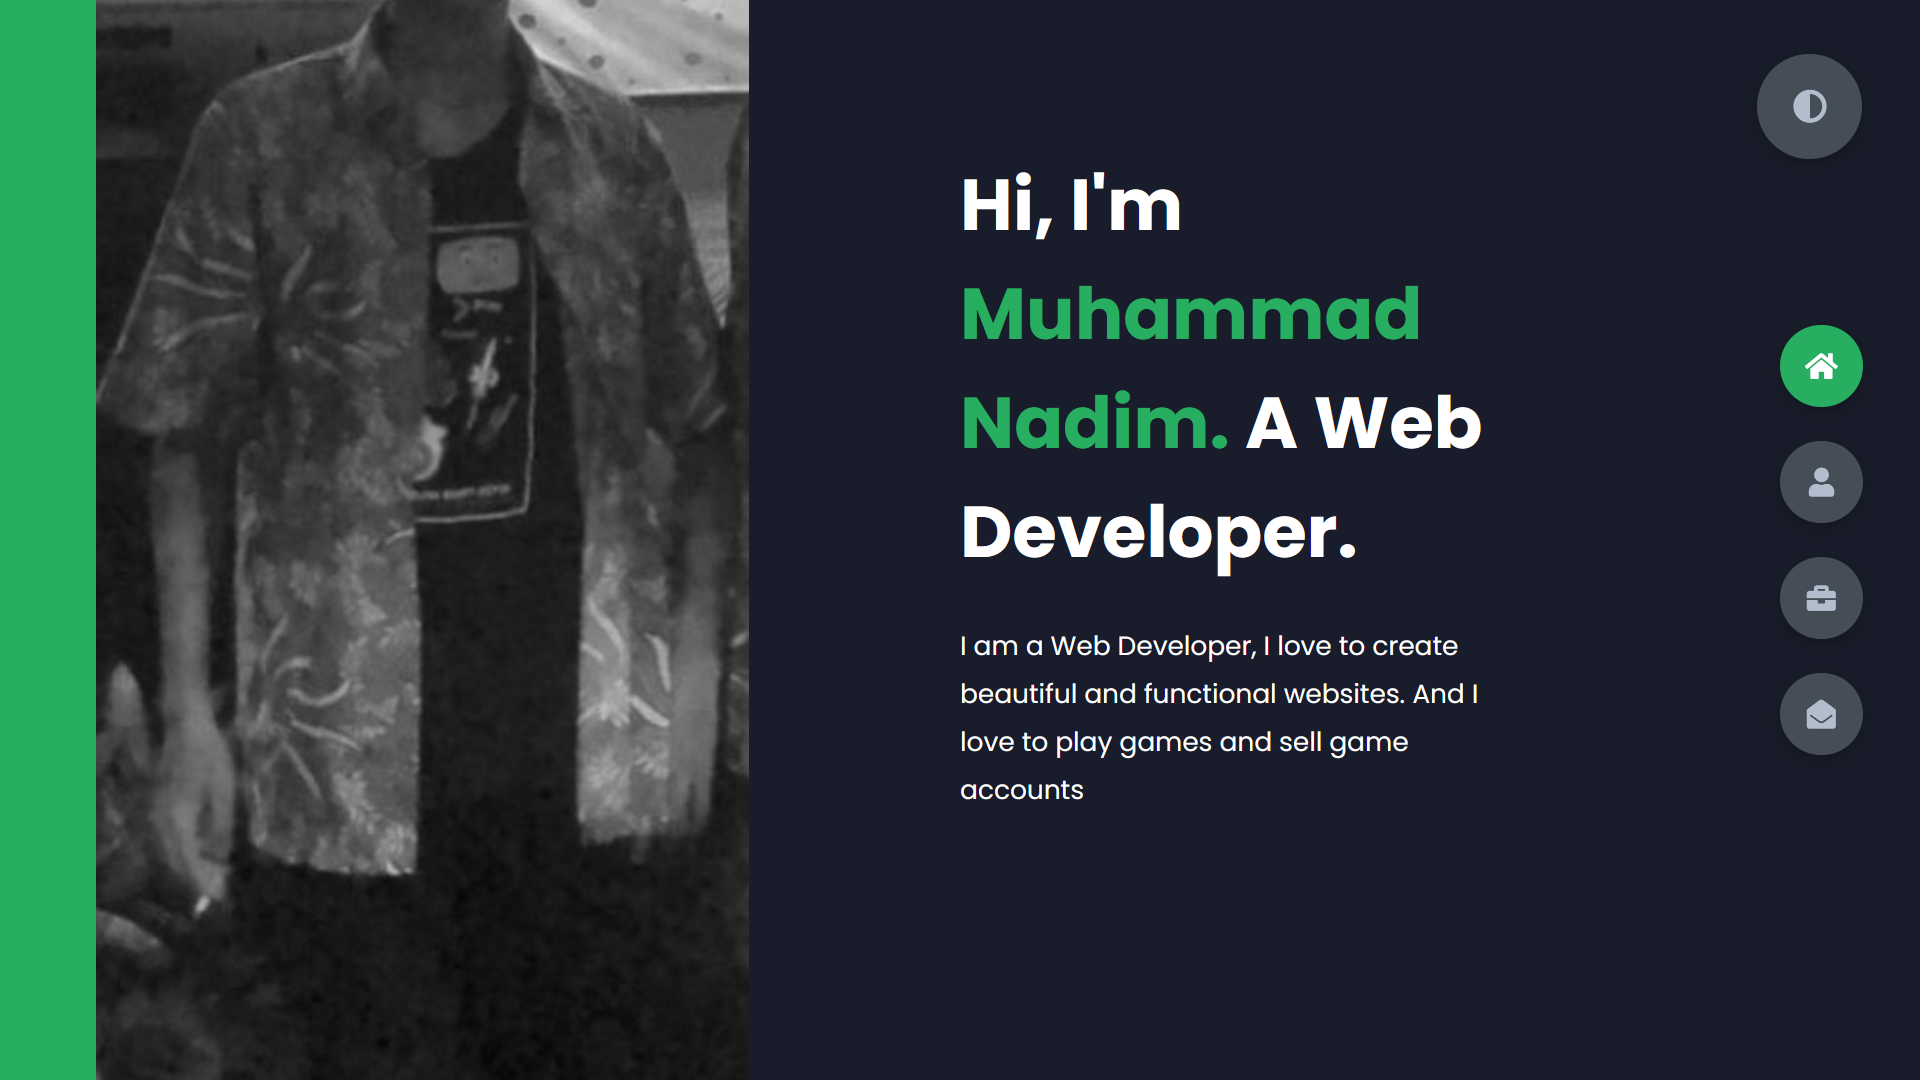 Hi, I'm
Muhammad
Nadim. A Web
Developer.
I am a Web Developer, I love to create
beautiful and functional websites. And I
love to play games and sell game
accounts